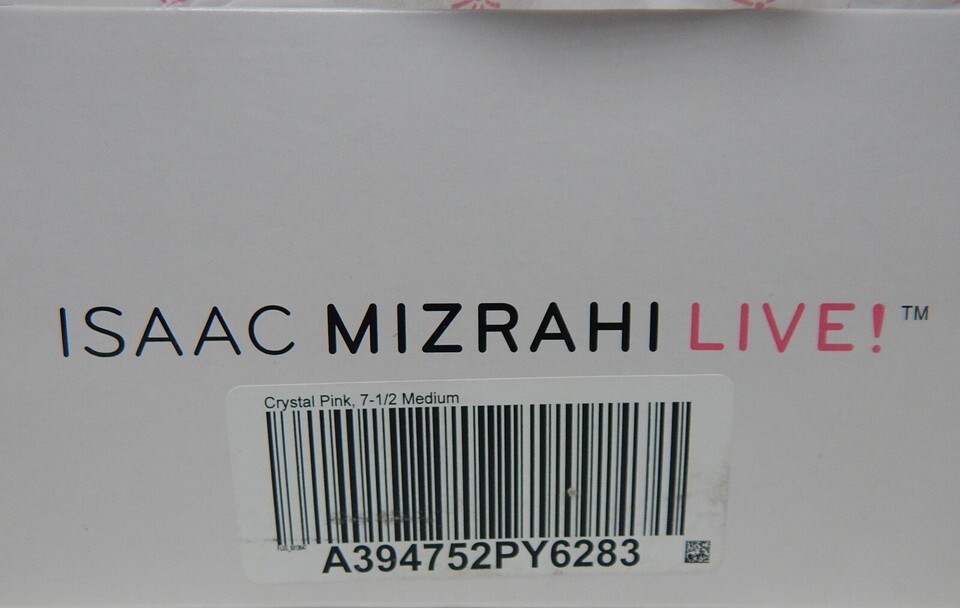 ISAAC MIZRAHI LIVE!™
Crystal Pink, 7-1/2 Medium
A394752PY6283